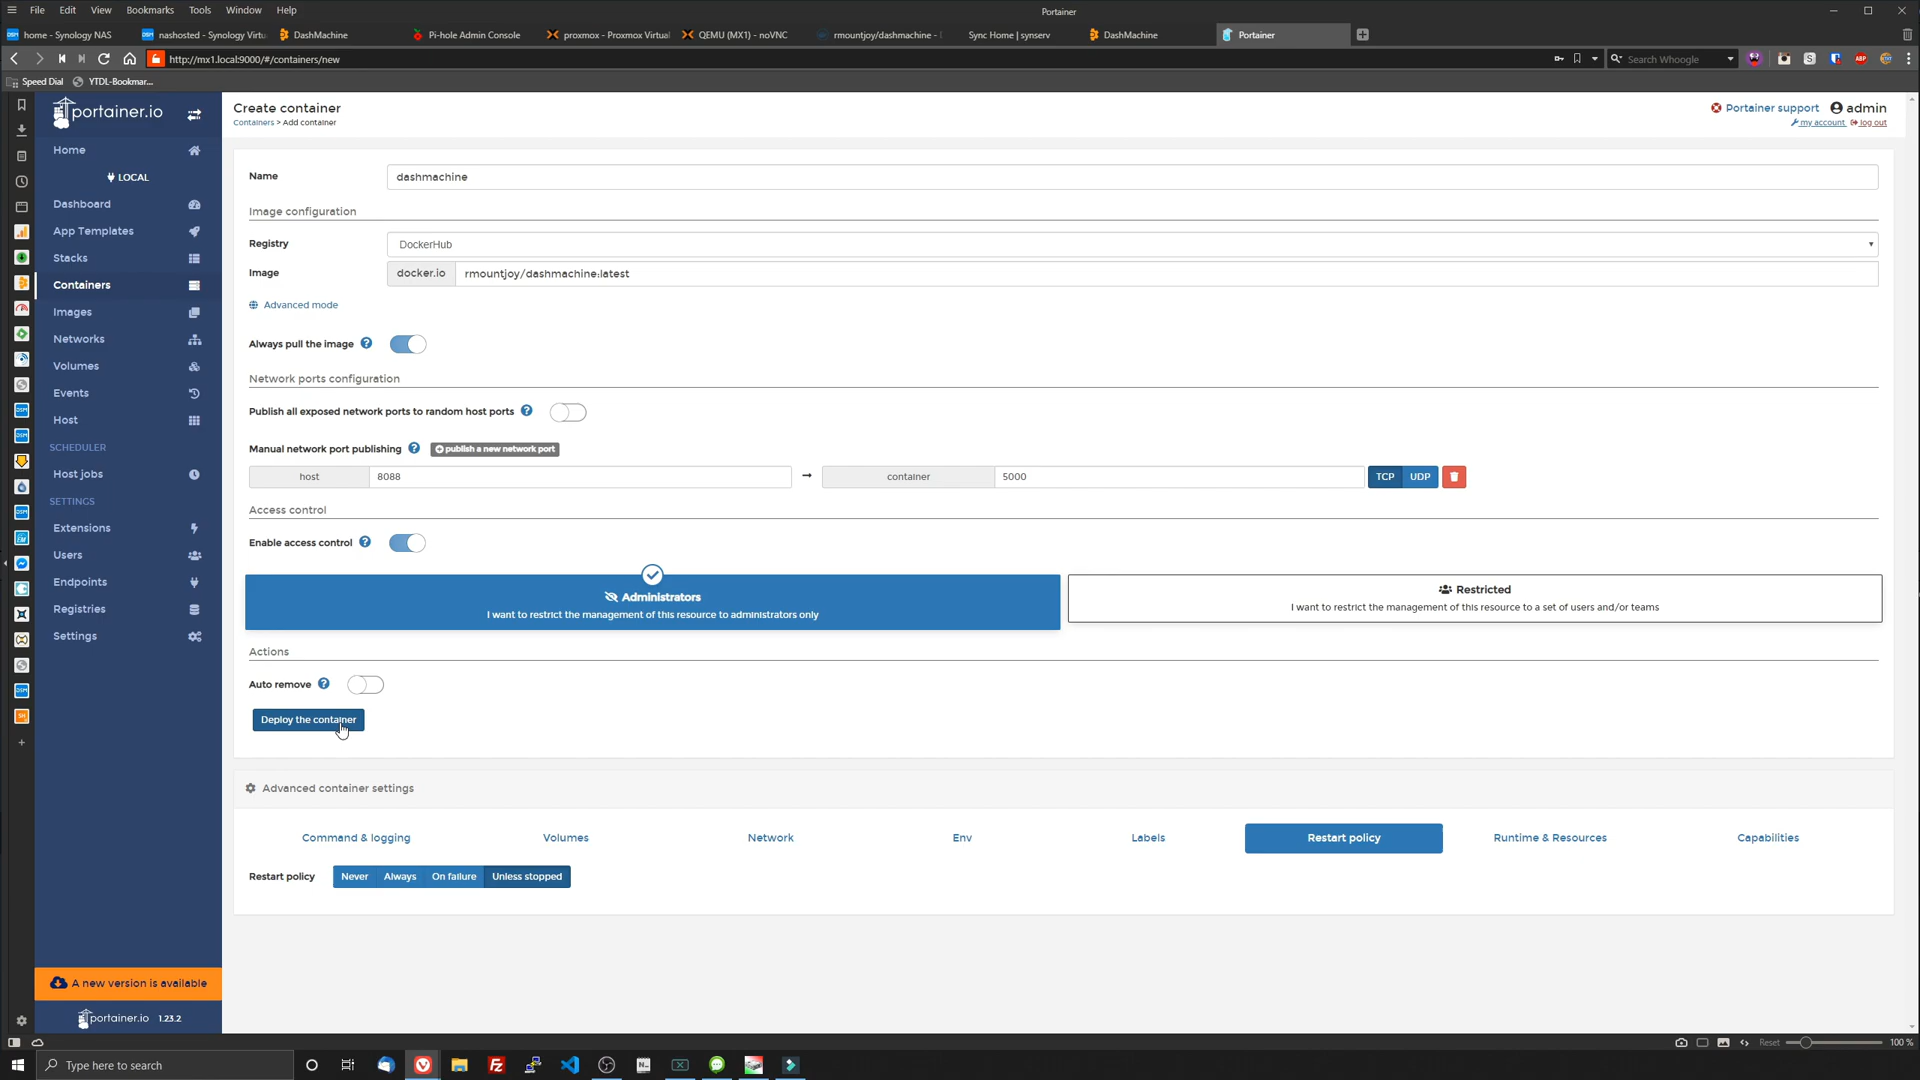 File Edit View Bookmarks Tools Window Help
Portainer
home - Synology NAS
nashosted - Synology Virtu
DashMachine
Pi-hole Admin Console
proxmox - Proxmox Virtual
QEMU (MX1) - noVNC
rmountjoy/dashmachine -
Sync Home | synserv
DashMachine
Portainer
http://mx1.local:9000/#/containers/new
Search Whoogle
Speed Dial
YTDL-Bookmar...
portainer.io
Home
LOCAL
Dashboard
App Templates
Stacks
Containers
Images
Networks
Volumes
Events
Host
SCHEDULER
Host jobs
SETTINGS
Extensions
Users
Endpoints
Registries
Settings
A new version is available
portainer.io 1.23.2
Create container
Containers > Add container
Portainer support
admin
my account
log out
Name
dashmachine
Image configuration
Registry
DockerHub
Image
docker.io
rmountjoy/dashmachine:latest
Advanced mode
Always pull the image
Network ports configuration
Publish all exposed network ports to random host ports
Manual network port publishing
publish a new network port
host
8088
container
5000
TCP
UDP
Access control
Enable access control
Administrators
I want to restrict the management of this resource to administrators only
Restricted
I want to restrict the management of this resource to a set of users and/or teams
Actions
Auto remove
Deploy the container
Advanced container settings
Command & logging
Volumes
Network
Env
Labels
Restart policy
Runtime & Resources
Capabilities
Restart policy
Never
Always
On failure
Unless stopped
Reset
100 %
Type here to search